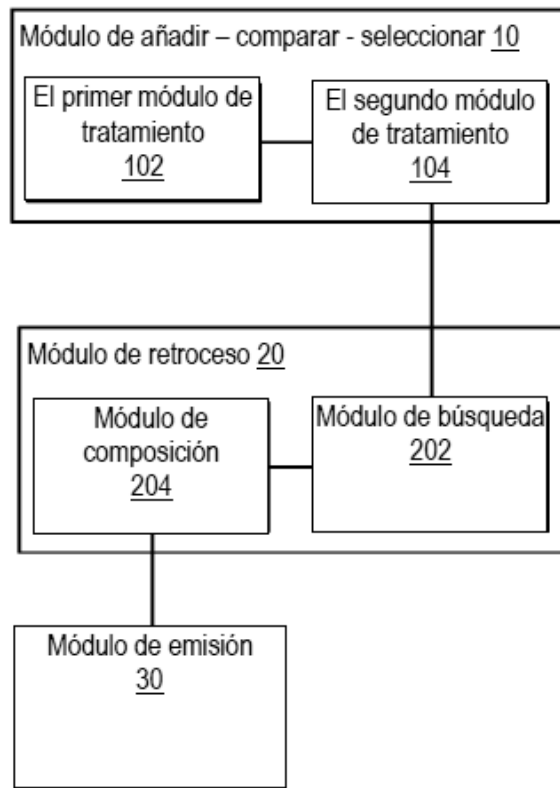 Módulo de añadir – comparar - seleccionar 10
El primer módulo de
tratamiento
102
El segundo módulo
de tratamiento
104
Módulo de retroceso 20
Módulo de
composición
204
Módulo de búsqueda
202
Módulo de emisión
30